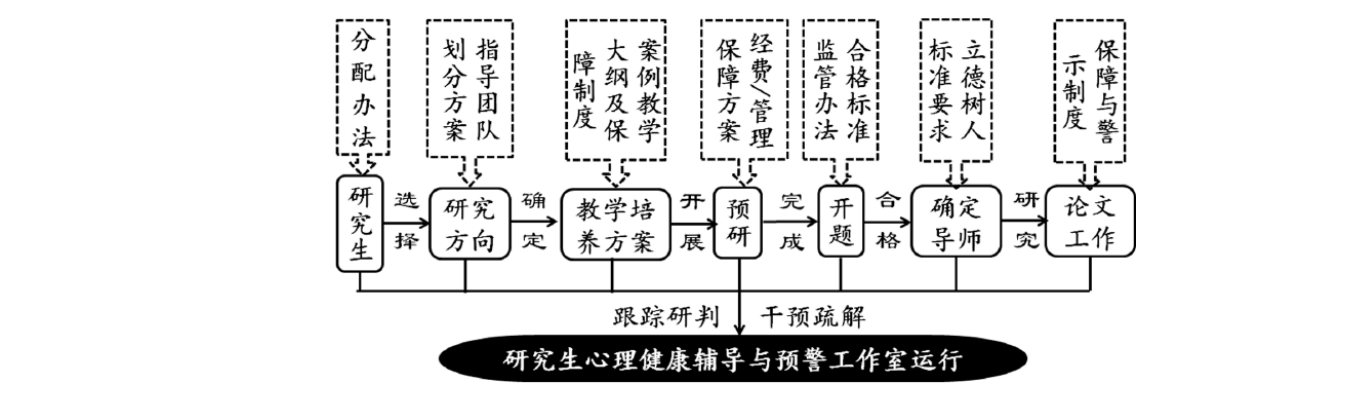 分配办法
指导团队
划分方案
案例教学
大纲及保
障制度
经费/管理
保障方案
合格标准
监管办法
立德树人
标准要求
保障与警
示制度
研究生
选择
研究
方向
确定
教学培
养方案
开展
预研
完成
开题
合格
确定
导师
研究
论文
工作
跟踪研判 干预疏解
研究生心理健康辅导与预警工作室运行